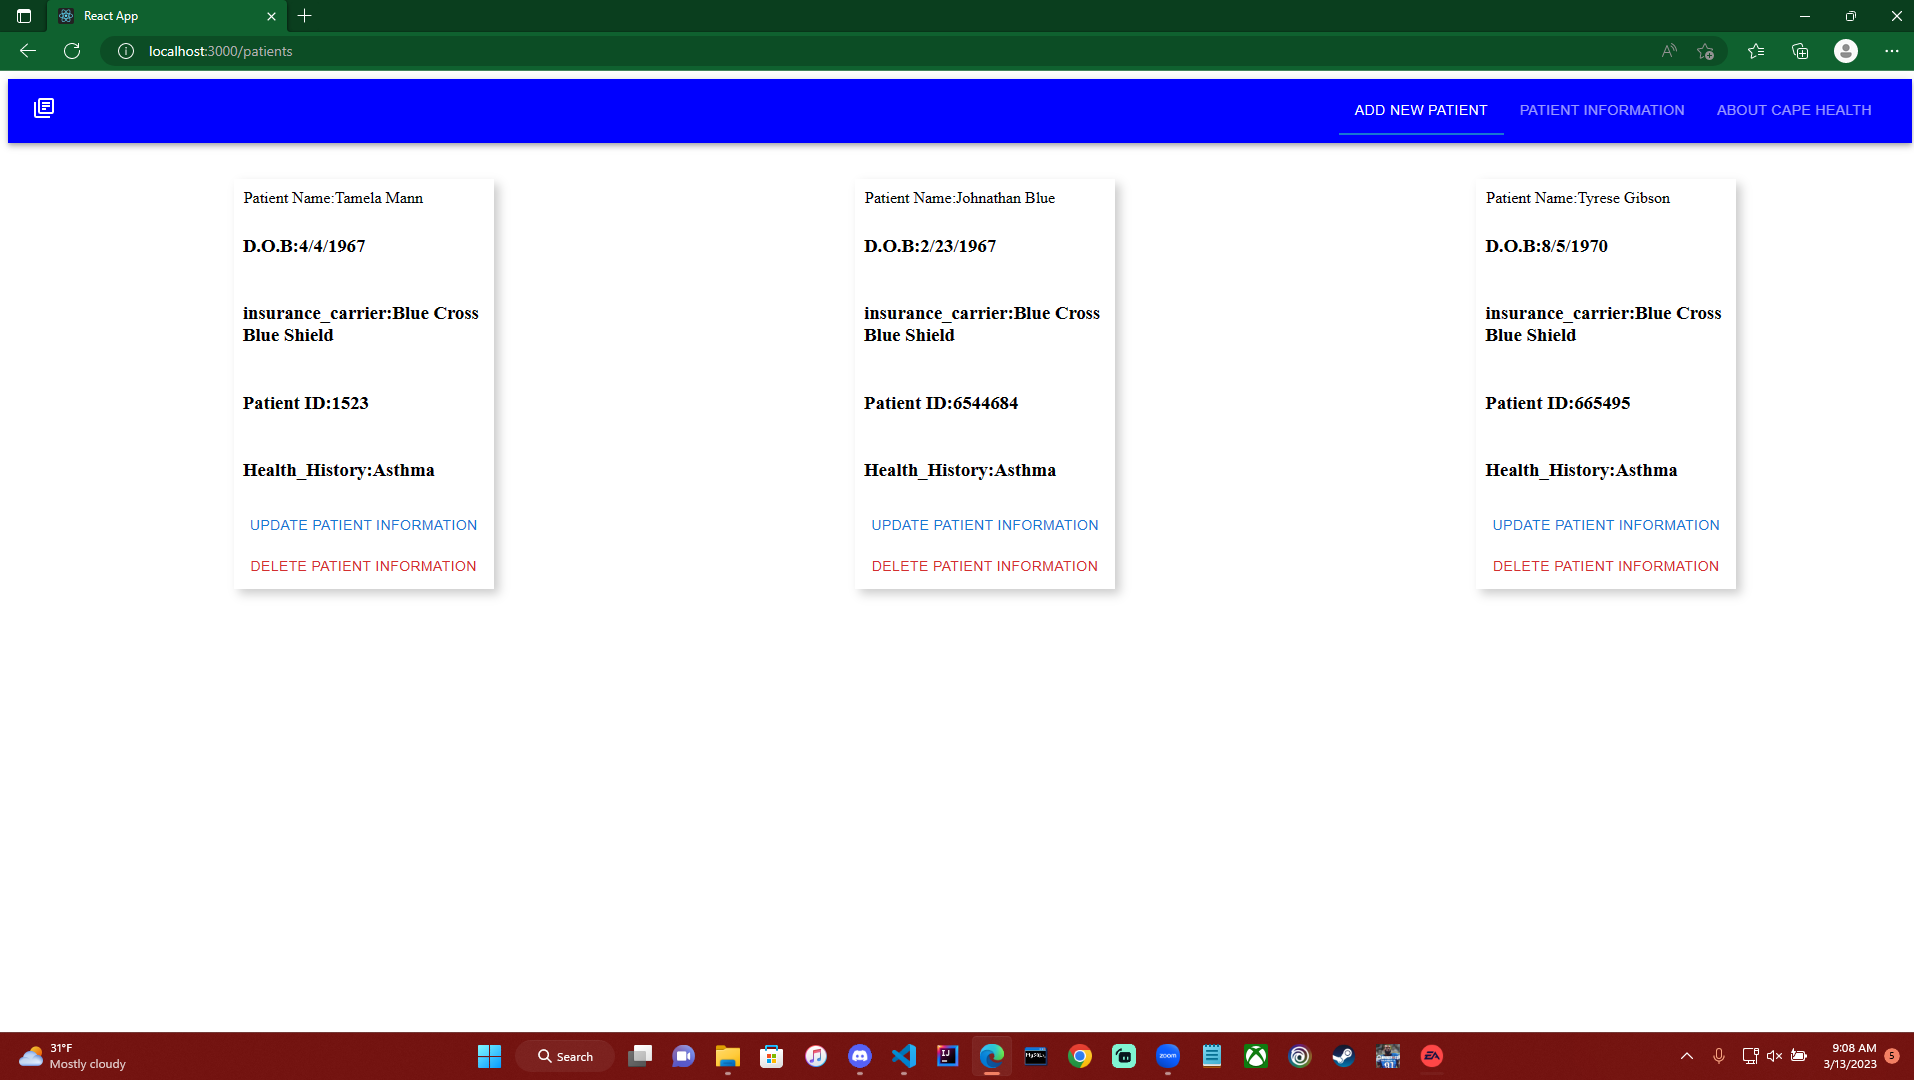 React App
localhost:3000/patients
ADD NEW PATIENT
PATIENT INFORMATION
ABOUT CAPE HEALTH
Patient Name:Tamela Mann
D.O.B:4/4/1967
insurance_carrier:Blue Cross
Blue Shield
Patient ID:1523
Health_History:Asthma
UPDATE PATIENT INFORMATION
DELETE PATIENT INFORMATION
Patient Name:Johnathan Blue
D.O.B:2/23/1967
insurance_carrier:Blue Cross
Blue Shield
Patient ID:6544684
Health_History:Asthma
UPDATE PATIENT INFORMATION
DELETE PATIENT INFORMATION
Patient Name:Tyrese Gibson
D.O.B:8/5/1970
insurance_carrier:Blue Cross
Blue Shield
Patient ID:665495
Health_History:Asthma
UPDATE PATIENT INFORMATION
DELETE PATIENT INFORMATION
31°F
Mostly cloudy
Search
IJ
MySQL
zoom
EA
9:08 AM
3/13/2023
5